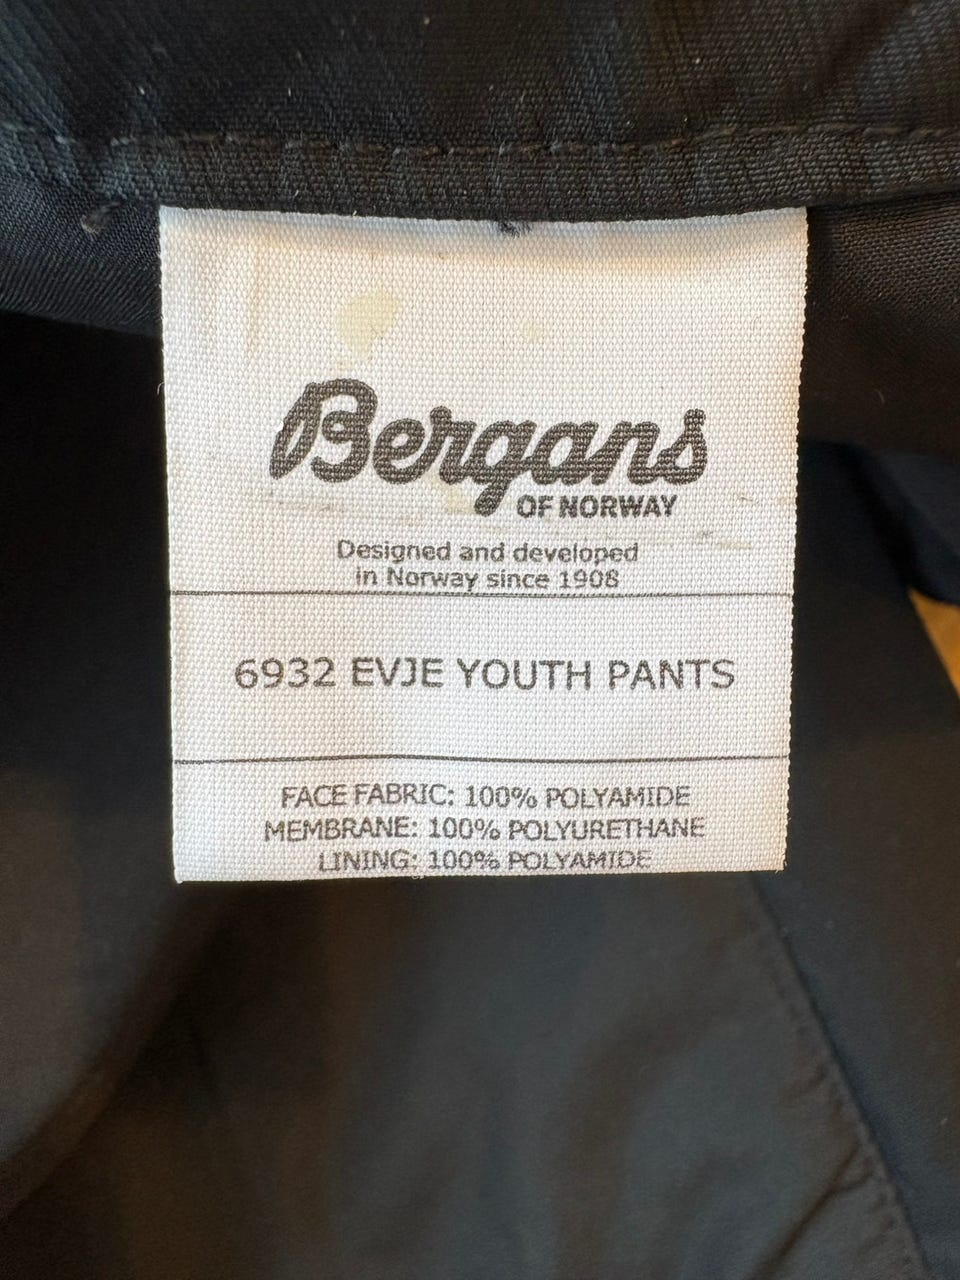 Bergans
OF NORWAY
Designed and developed
in Norway since 1908
6932 EVJE YOUTH PANTS
FACE FABRIC: 100% POLYAMIDE
MEMBRANE: 100% POLYURETHANE
LINING: 100% POLYAMIDE